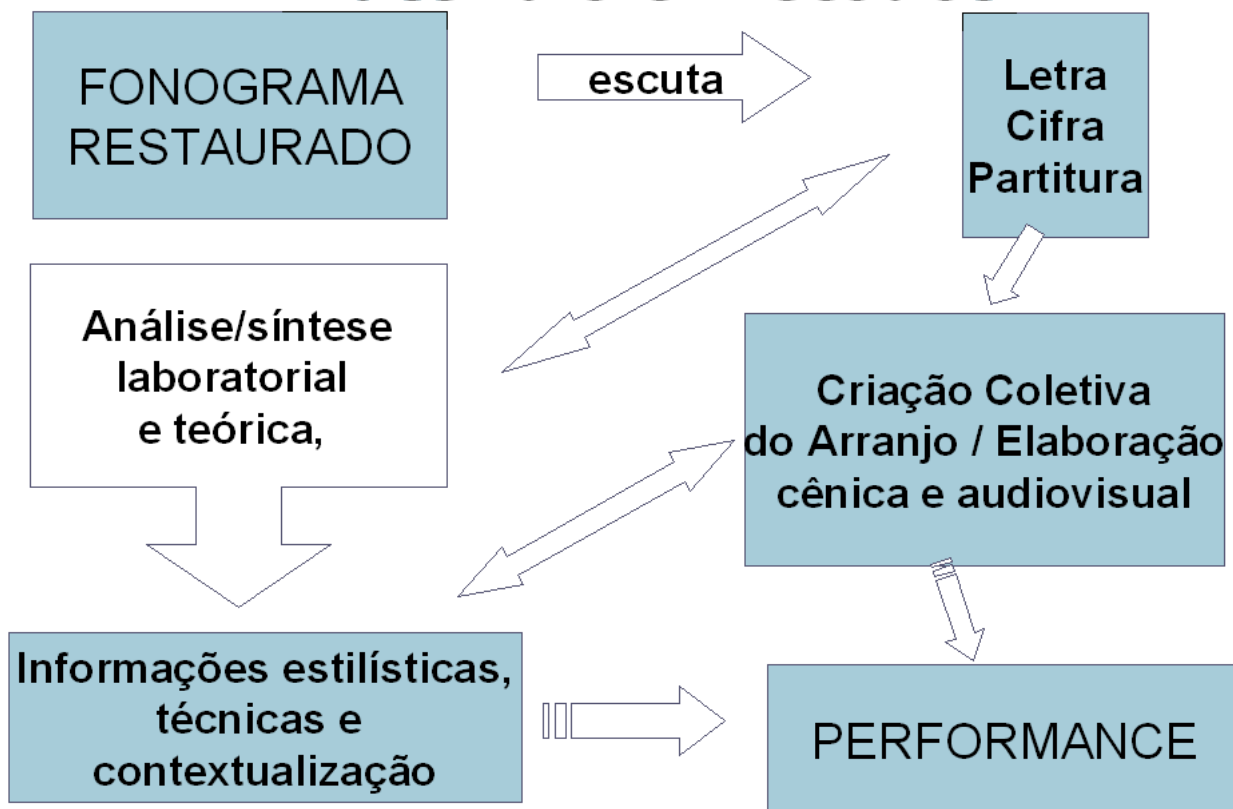 FONOGRAMA
RESTAURADO
escuta
Letra
Cifra
Partitura
Análise/síntese
laboratorial
e teórica,
Criação Coletiva
do Arranjo / Elaboração
cênica e audiovisual
Informações estilísticas,
técnicas e
contextualização
PERFORMANCE